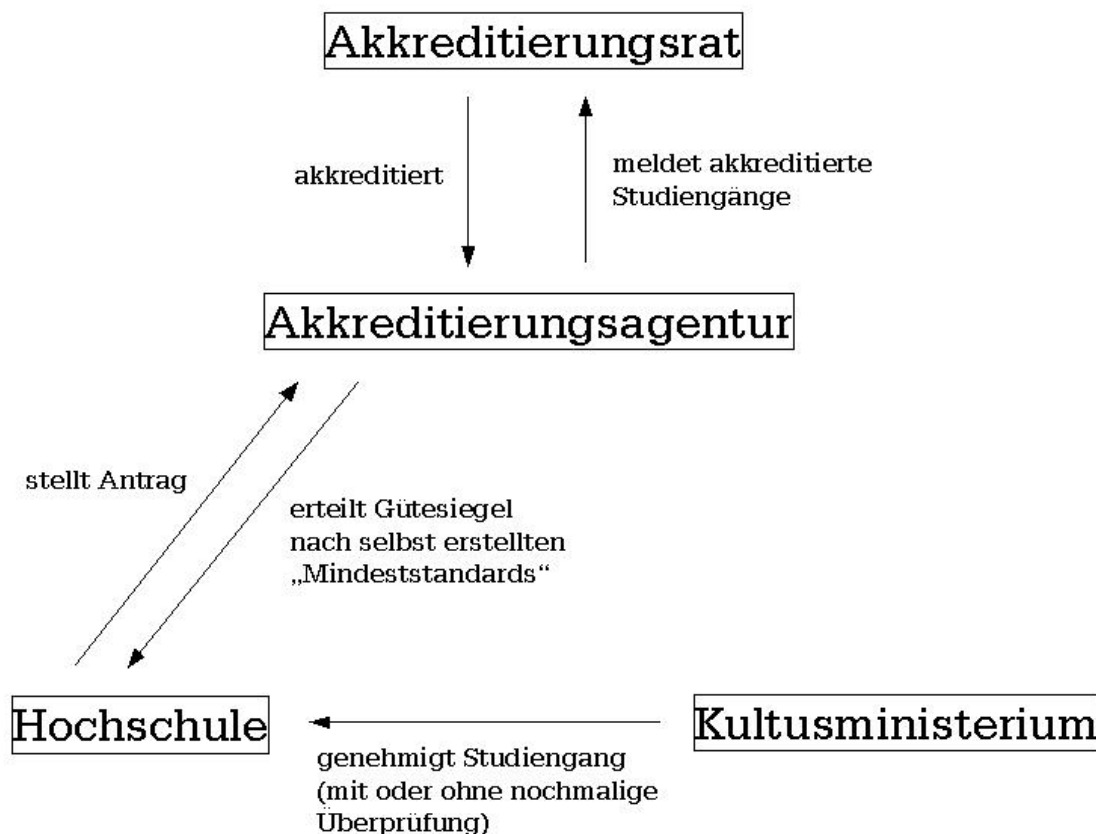 Akkreditierungsrat
akkreditiert
meldet akkreditierte
Studiengänge
Akkreditierungsagentur
stellt Antrag
erteilt Gütesiegel
nach selbst erstellten
„Mindeststandards“
Hochschule
Kultusministerium
genehmigt Studiengang
(mit oder ohne nochmalige
Überprüfung)